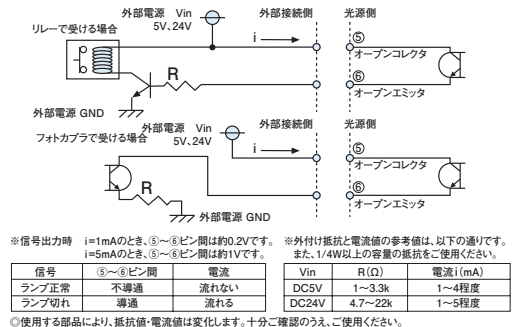 外部電源 Vin
5V、24V
外部接続側
光源側
リレーで受ける場合
i
⑤
オープンコレクタ
R
⑥
オープンエミッタ
外部電源 GND
フォトカプラで受ける場合
外部電源 Vin
5V、24V
外部接続側
光源側
i
⑤
オープンコレクタ
R
⑥
オープンエミッタ
外部電源 GND
※信号出力時 i=1mAのとき、⑤～⑥ピン間は約0.2Vです。
i=5mAのとき、⑤～⑥ピン間は約1Vです。
信号 ⑤～⑥ピン間 電流
ランプ正常 不導通 流れない
ランプ切れ 導通 流れる
※外付け抵抗と電流値の参考値は、以下の通りです。
また、1/4W以上の容量の抵抗をご使用ください。
Vin R(Ω) 電流i(mA)
DC5V 1～3.3k 1～4程度
DC24V 4.7～22k 1～5程度
◎使用する部品により、抵抗値・電流値は変化します。十分ご確認のうえ、ご使用ください。